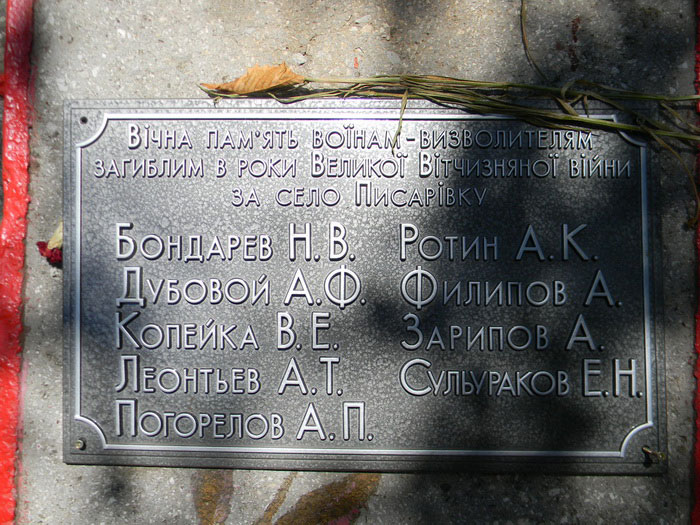 Вічна пам'ять воїнам-визволителям
загиблим в роки Великої Вітчизняної війни
за село Писарівку
Бондарев Н.В.
Дубовой А.Ф.
Копейка В.Е.
Леонтьев А.Т.
Погорелов А.П.
Ротин А.К.
Филипов А.
Зарипов А.
Сульураков Е.Н.